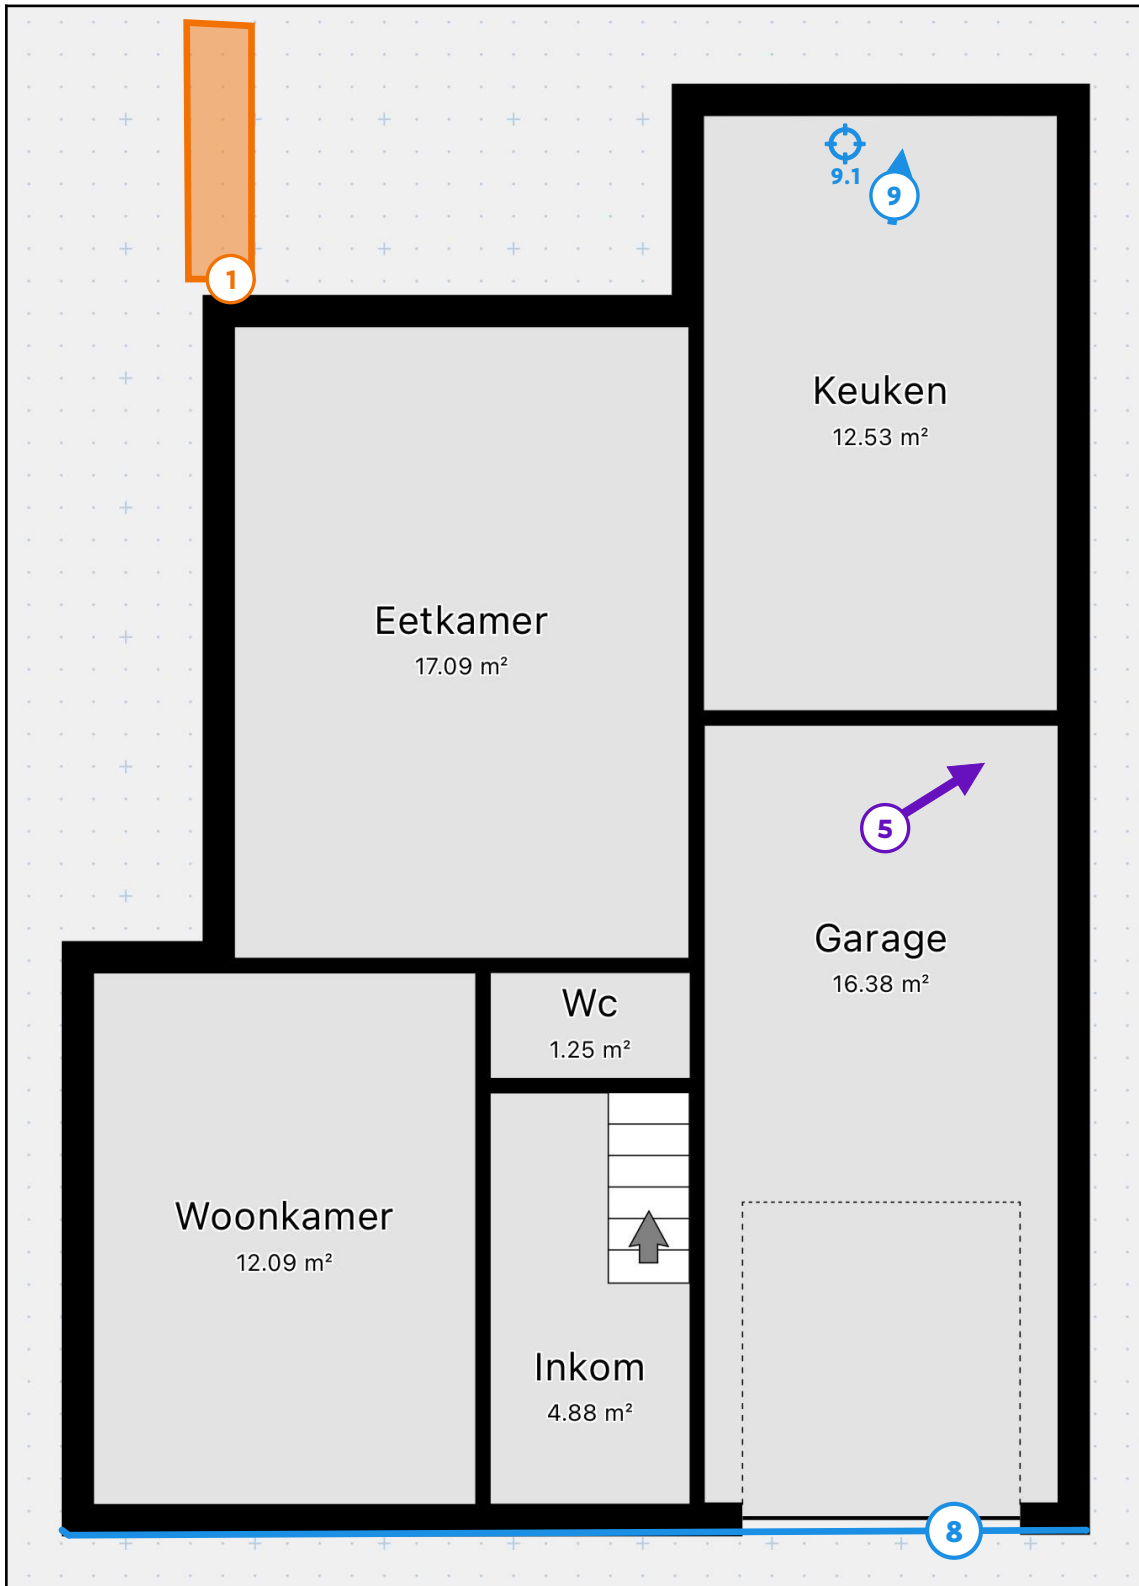 1
9.1
9
Keuken
12.53 m²
Eetkamer
17.09 m²
5
Garage
16.38 m²
Wc
1.25 m²
Woonkamer
12.09 m²
Inkom
4.88 m²
8